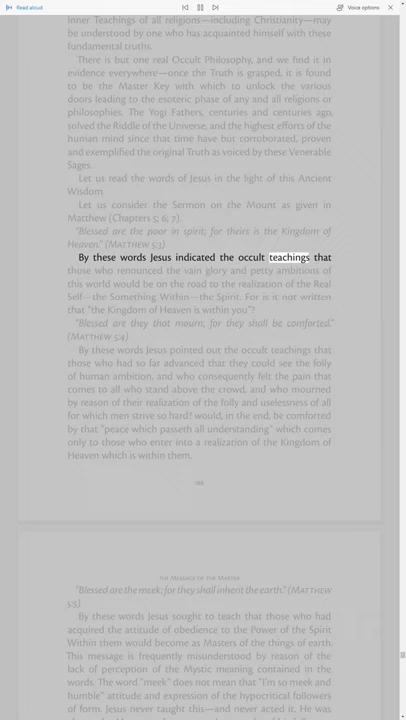 Read aloud
Voice options
Inner Teachings of all religions—including Christianity—may
be understood by one who has acquainted himself with these
fundamental truths.
There is but one real Occult Philosophy, and we find it in
evidence everywhere—once the Truth is grasped, it is found
to be the Master Key with which to unlock the various
doors leading to the esoteric phase of any and all religions or
philosophies. The Yogi Fathers, centuries and centuries ago,
solved the Riddle of the Universe, and the highest efforts of the
human mind since that time have but corroborated, proven
and exemplified the original Truth as voiced by these Venerable
Sages.
Let us read the words of Jesus in the light of this Ancient
Wisdom.
Let us consider the Sermon on the Mount as given in
Matthew (Chapters 5; 6; 7).
"Blessed are the poor in spirit; for theirs is the Kingdom of
Heaven." (Matthew 5:3)
By these words Jesus indicated the occult teachings that
those who renounced the vain glory and petty ambitions of
this world would be on the road to the realization of the Real
Self—the Something Within—the Spirit. For is it not written
that "the Kingdom of Heaven is within you"?
"Blessed are they that mourn; for they shall be comforted."
(Matthew 5:4)
By these words Jesus pointed out the occult teachings that
those who had so far advanced that they could see the folly
of human ambition, and who consequently felt the pain that
comes to all who stand above the crowd, and who mourned
by reason of their realization of the folly and uselessness of all
for which men strive so hard? would, in the end, be comforted
by that "peace which passeth all understanding" which comes
only to those who enter into a realization of the Kingdom of
Heaven which is within them.
The Message of the Master
"Blessed are the meek; for they shall inherit the earth." (Matthew
5:5)
By these words Jesus sought to teach that those who had
acquired the attitude of obedience to the Power of the Spirit
Within them would become as Masters of the things of earth.
This message is frequently misunderstood by reason of the
lack of perception of the Mystic meaning contained in the
words. The word "meek" does not mean that "I'm so meek and
humble" attitude and expression of the hypocritical followers
of form. Jesus never taught this—and never acted it. He was